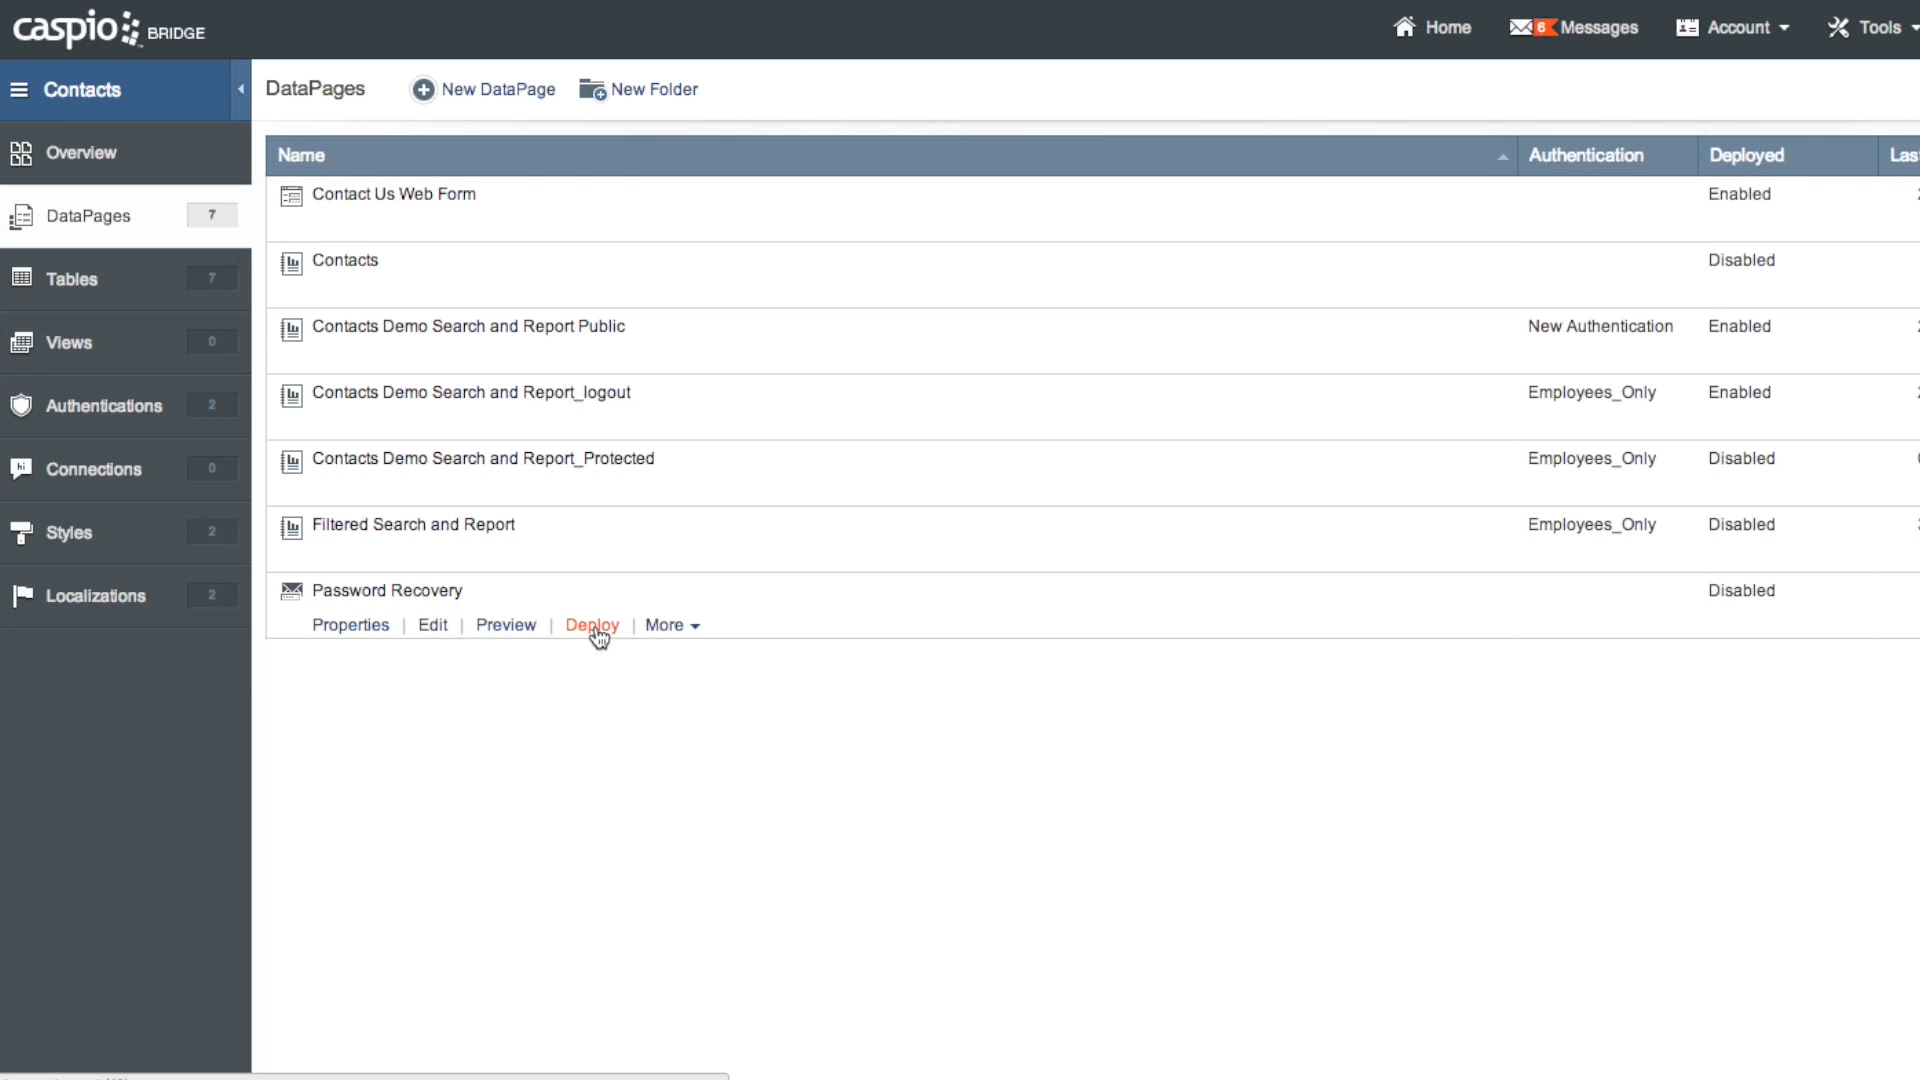 caspio BRIDGE
Home
6 Messages
Account
Tools
Contacts
DataPages
New DataPage
New Folder
Overview
DataPages 7
Tables 7
Views 0
Authentications 2
Connections 0
Styles 2
Localizations 2
Name Authentication Deployed Las
Contact Us Web Form Enabled
Contacts Disabled
Contacts Demo Search and Report Public New Authentication Enabled
Contacts Demo Search and Report_logout Employees_Only Enabled
Contacts Demo Search and Report_Protected Employees_Only Disabled
Filtered Search and Report Employees_Only Disabled
Password Recovery Disabled
Properties | Edit | Preview | Deploy | More